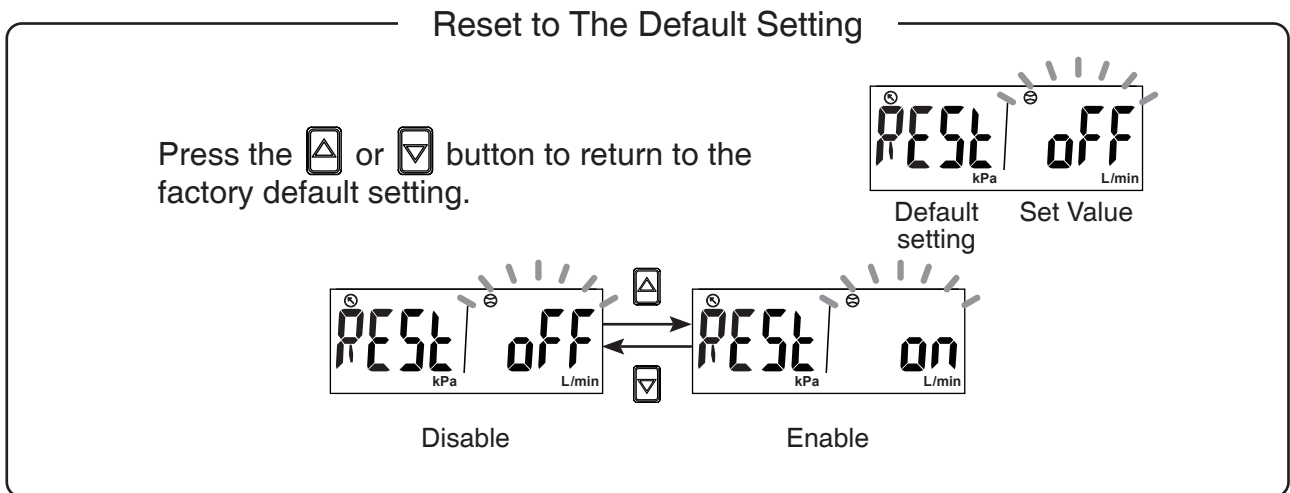 Reset to The Default Setting
RESt oFF
kPa L/min
Default setting Set Value
Press the or button to return to the
factory default setting.
RESt oFF
kPa L/min
RESt on
kPa L/min
Disable
Enable